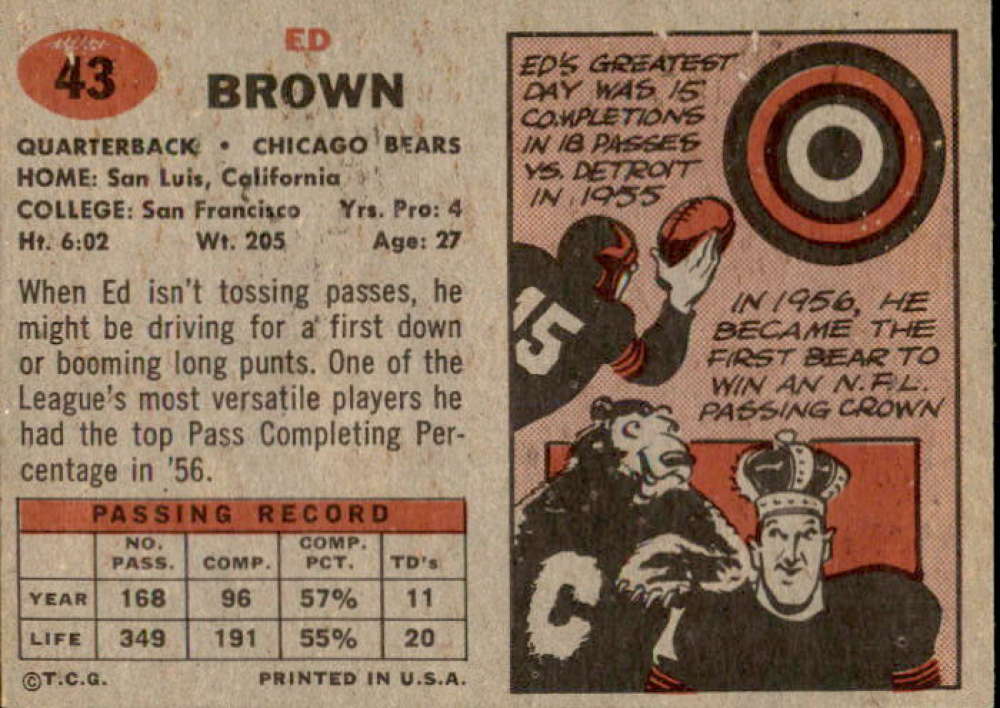 43
ED
BROWN
QUARTERBACK • CHICAGO BEARS
HOME: San Luis, California
COLLEGE: San Francisco Yrs. Pro: 4
Ht. 6:02 Wt. 205 Age: 27
When Ed isn't tossing passes, he
might be driving for a first down
or booming long punts. One of the
League's most versatile players he
had the top Pass Completing Per-
centage in '56.
PASSING RECORD
NO. PASS. COMP. COMP. PCT. TD's
YEAR 168 96 57% 11
LIFE 349 191 55% 20
©T.C.G. PRINTED IN U.S.A.
ED'S GREATEST
DAY WAS 15
COMPLETIONS
IN 18 PASSES
VS. DETROIT
IN 1955
15
IN 1956, HE
BECAME THE
FIRST BEAR TO
WIN AN N.F.L.
PASSING CROWN
C